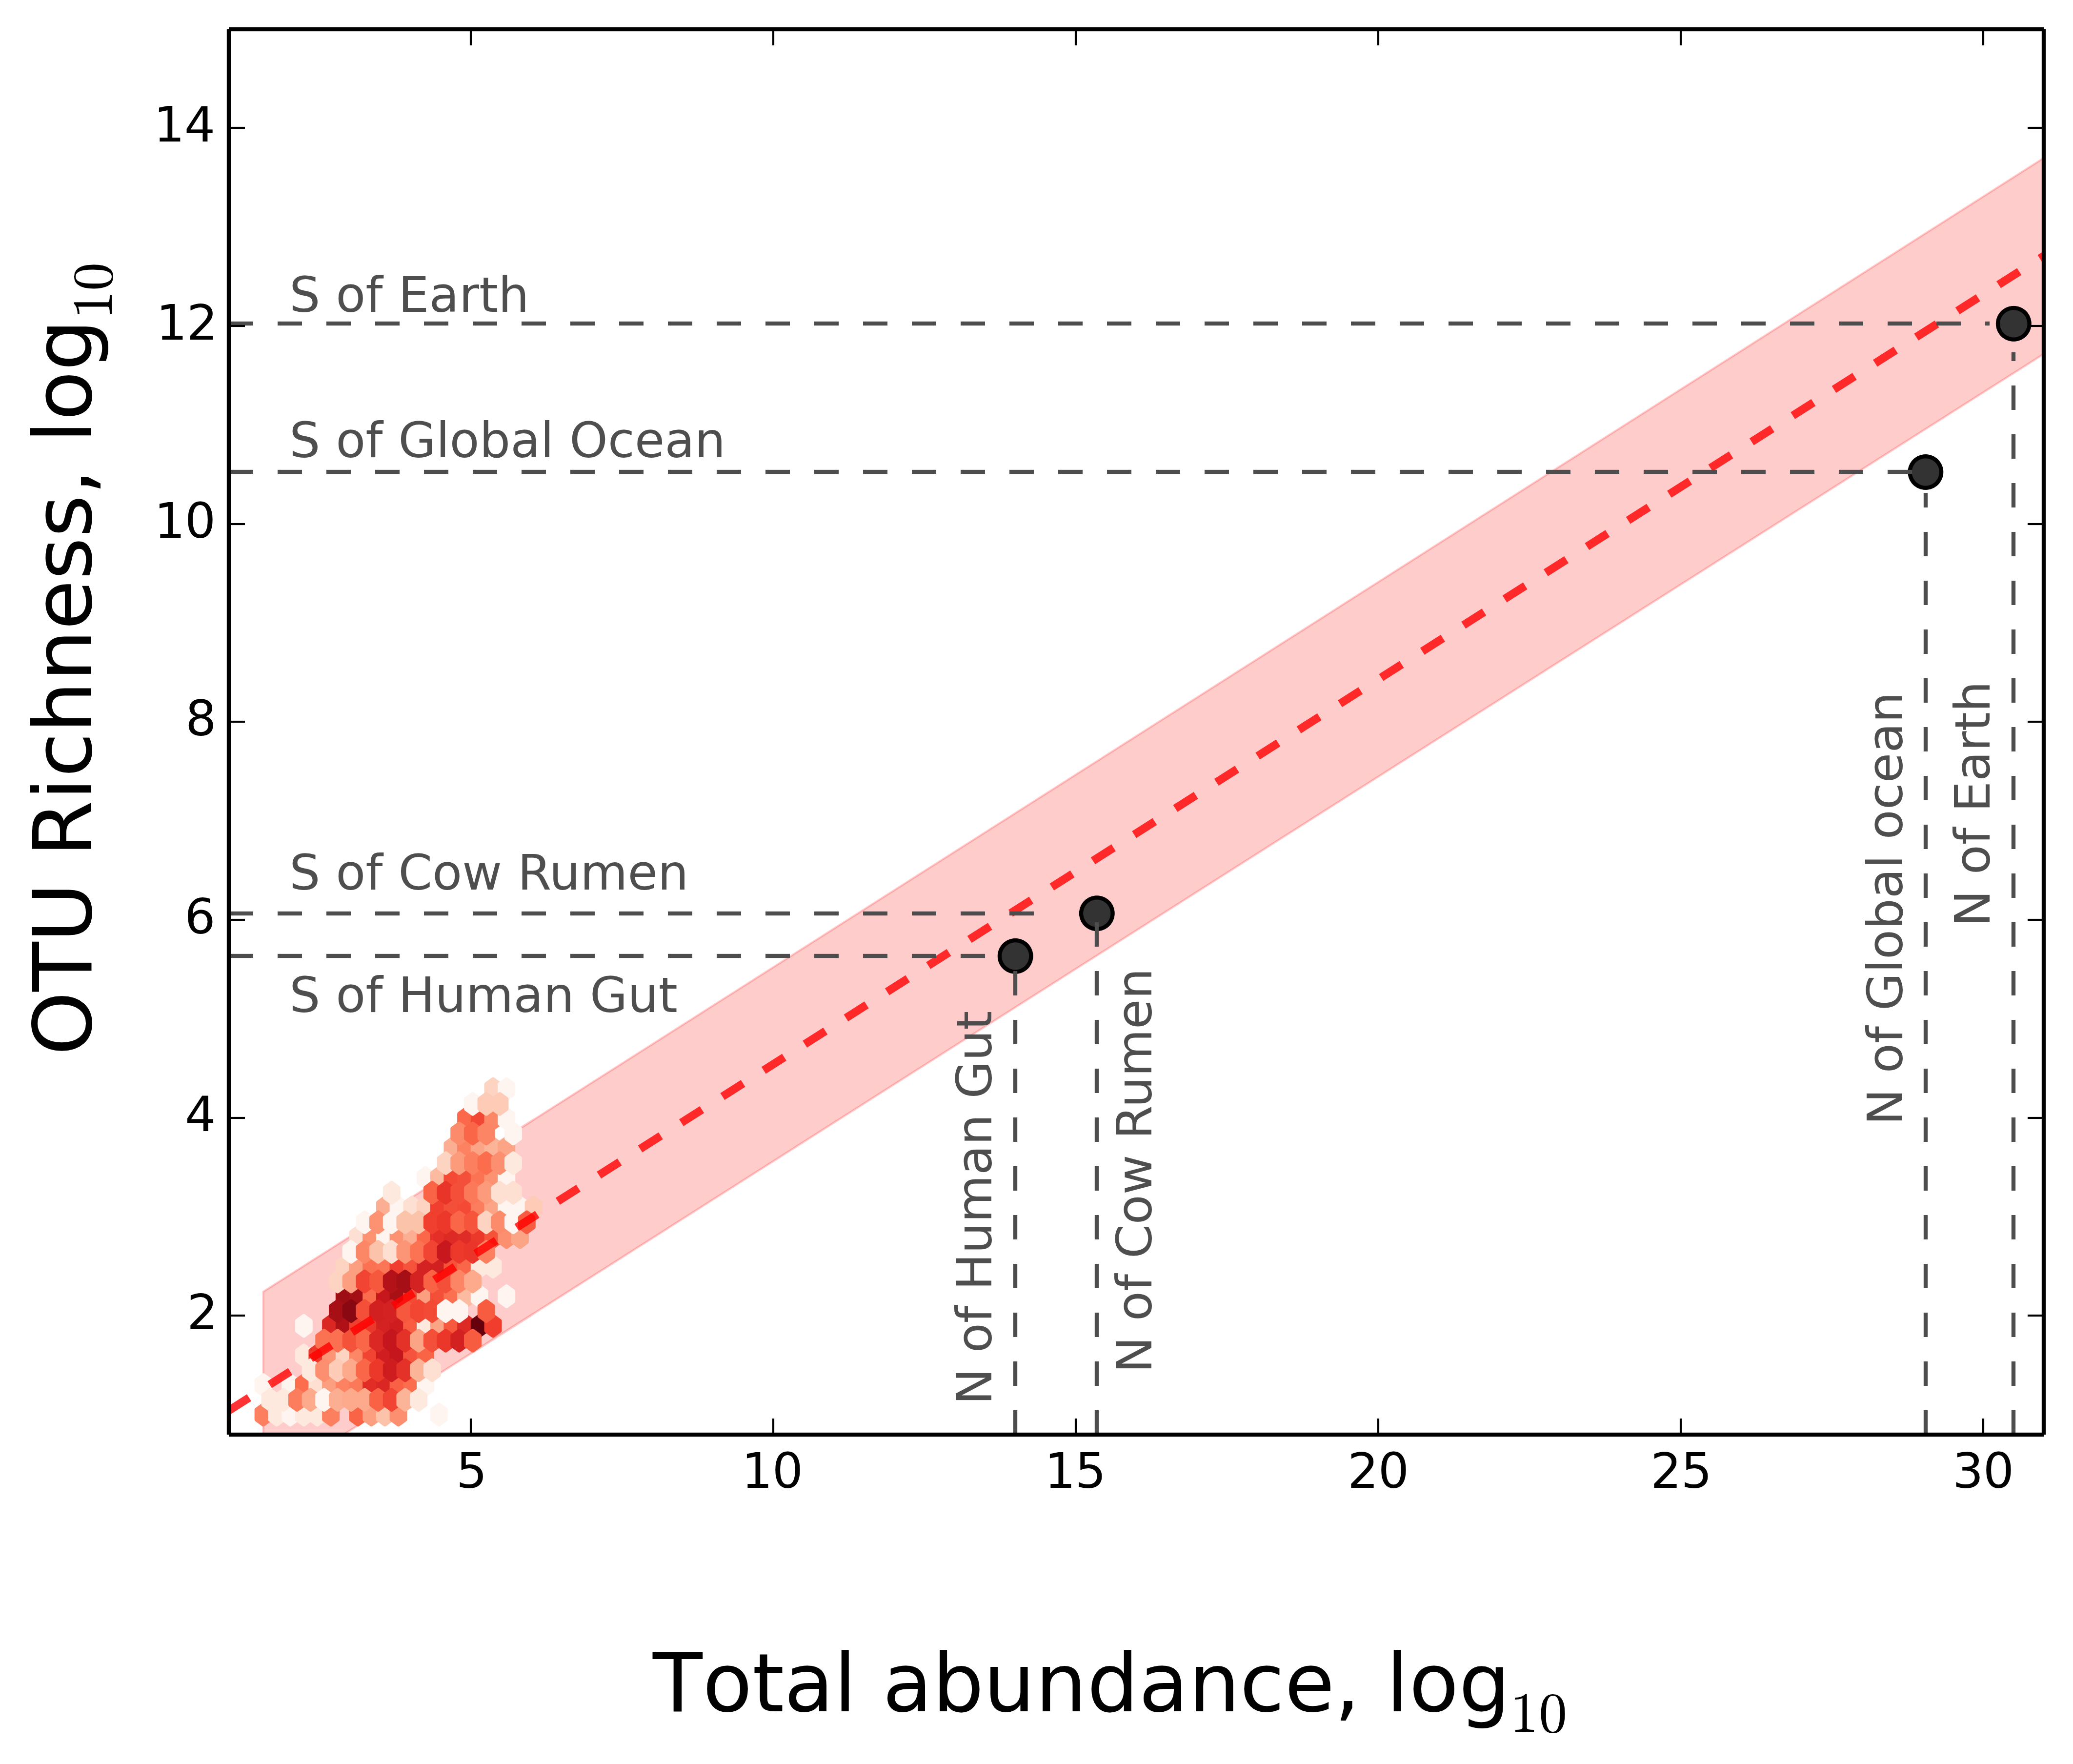 OTU Richness, log10
14
12
10
8
6
4
2
S of Earth
S of Global Ocean
S of Cow Rumen
S of Human Gut
N of Human Gut
N of Cow Rumen
N of Global ocean
N of Earth
5 10 15 20 25 30
Total abundance, log10